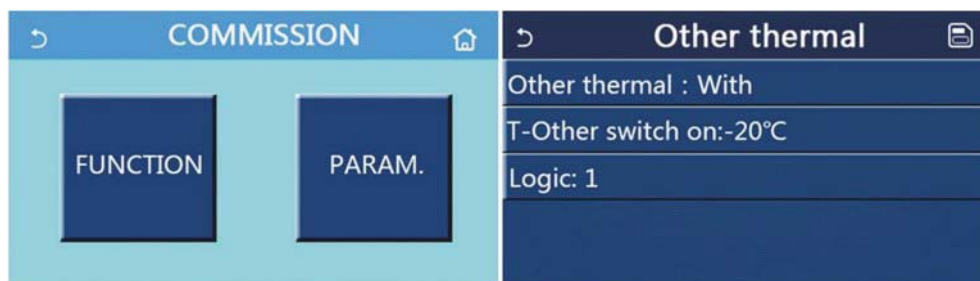 COMMISSION
FUNCTION
PARAM.
Other thermal
Other thermal : With
T-Other switch on:-20℃
Logic: 1